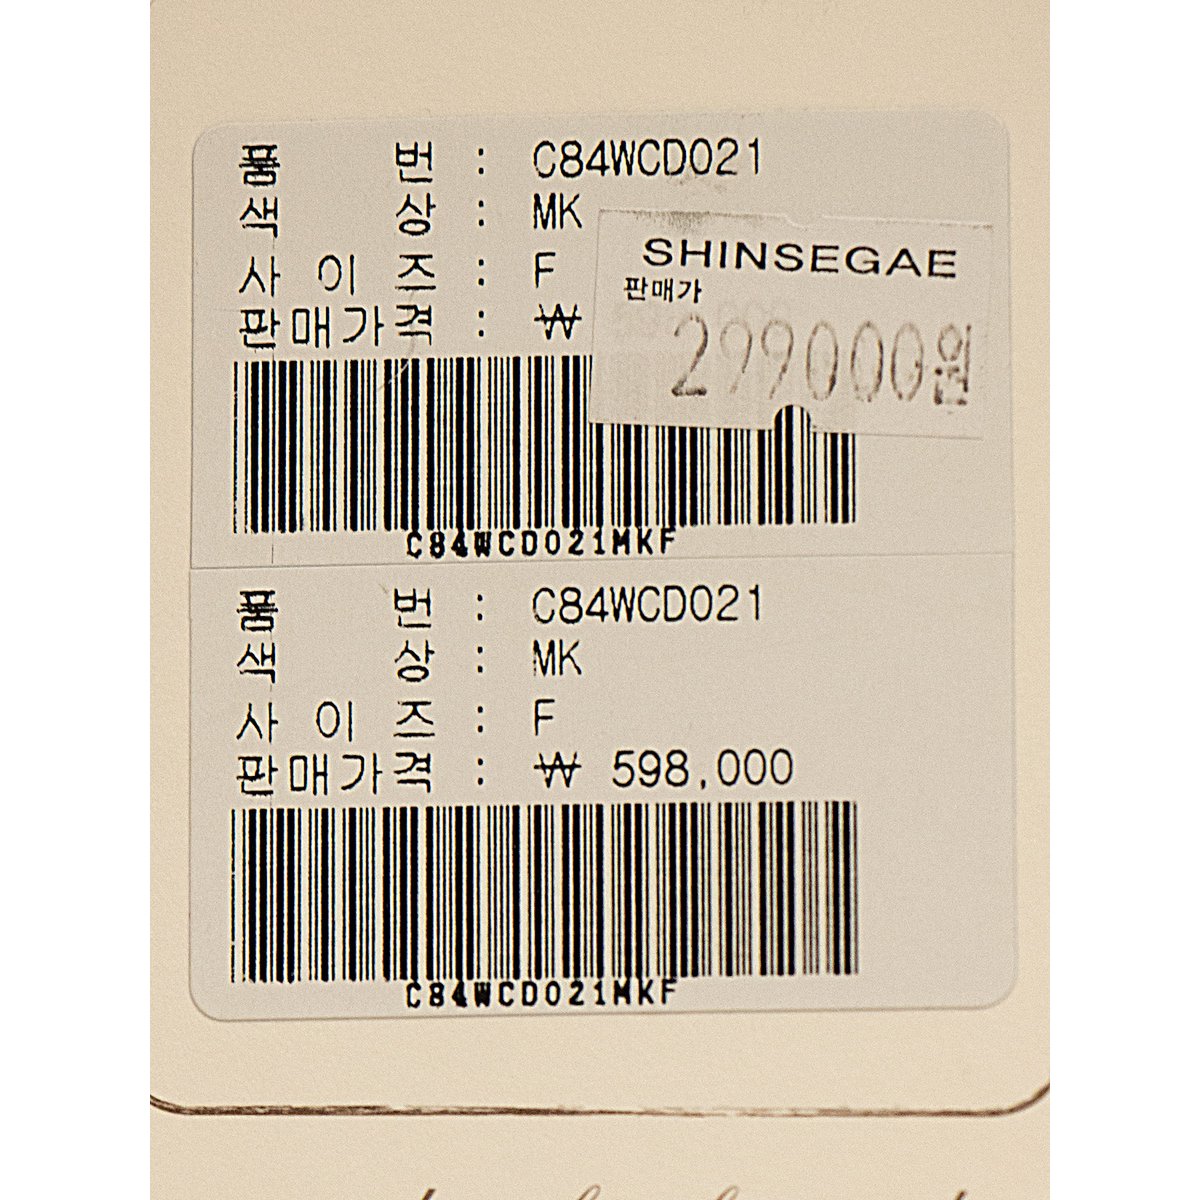 품 번 : C84WCD021
색 상 : MK
사 이 즈 : F
판매가격 : ₩
SHINSEGAE
판매가
299000원
C84WCD021MKF
품 번 : C84WCD021
색 상 : MK
사 이 즈 : F
판매가격 : ₩ 598,000
C84WCD021MKF